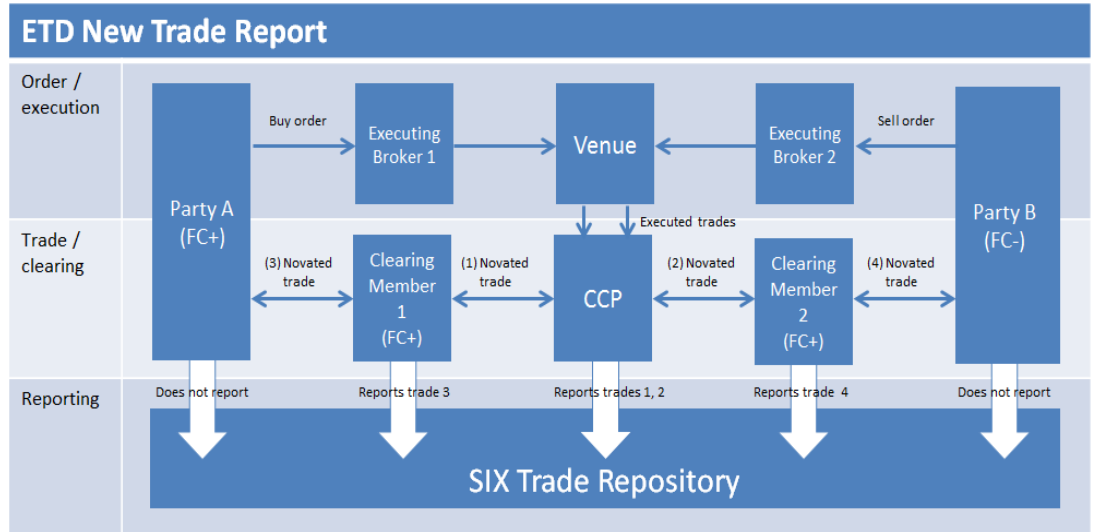 ETD New Trade Report
Order /
execution
Buy order
Executing
Broker 1
Venue
Executing
Broker 2
Sell order
Party A
(FC+)
Party B
(FC-)
Executed trades
Trade /
clearing
(3) Novated
trade
Clearing
Member
1
(FC+)
(1) Novated
trade
CCP
(2) Novated
trade
Clearing
Member
2
(FC+)
(4) Novated
trade
Reporting
Does not report
Reports trade 3
Reports trades 1, 2
Reports trade 4
Does not report
SIX Trade Repository